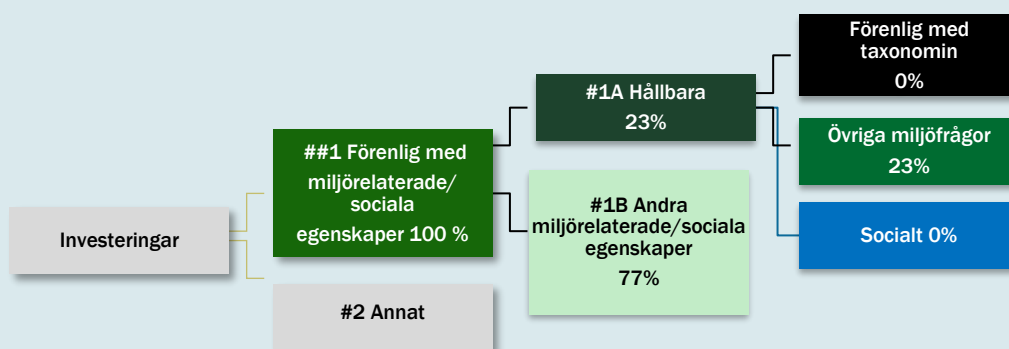 Investeringar
##1 Förenlig med
miljörelaterade/
sociala
egenskaper 100 %
#2 Annat
#1A Hållbara
23%
#1B Andra
miljörelaterade/sociala
egenskaper
77%
Förenlig med
taxonomin
0%
Övriga miljöfrågor
23%
Socialt 0%